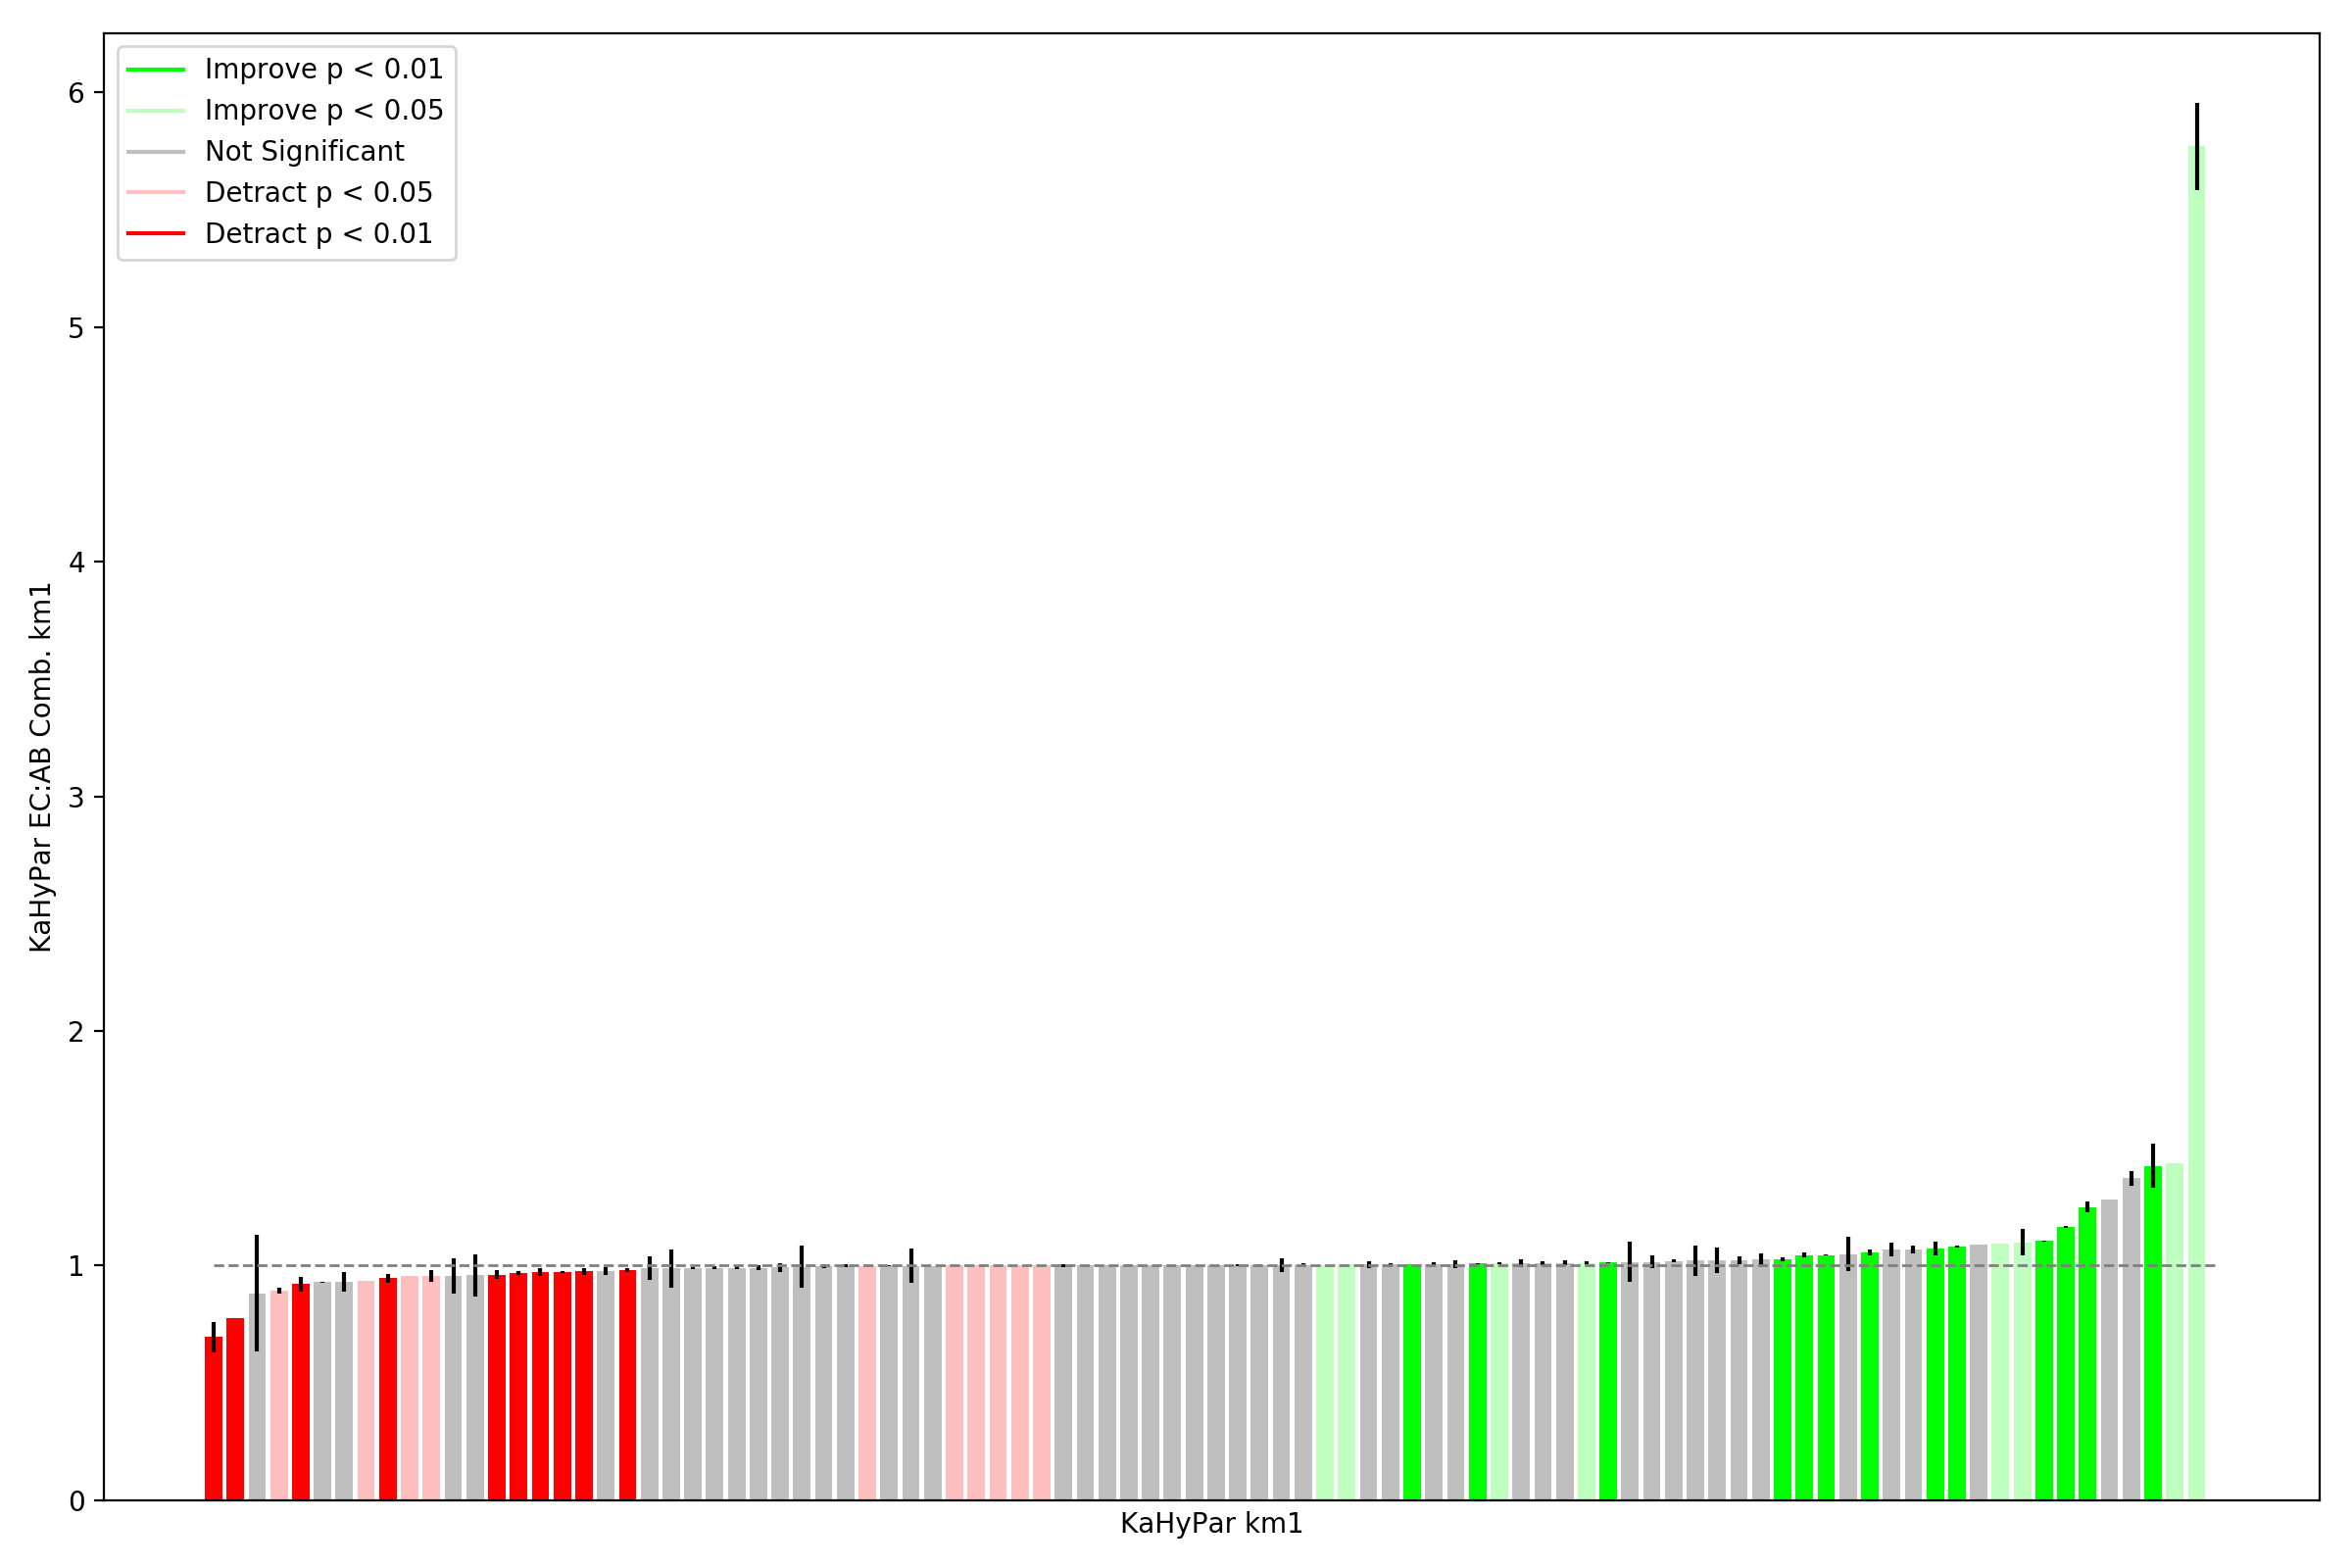 Improve p < 0.01
Improve p < 0.05
Not Significant
Detract p < 0.05
Detract p < 0.01
6
5
4
3
2
1
0
KaHyPar EC:AB Comb. km1
KaHyPar km1